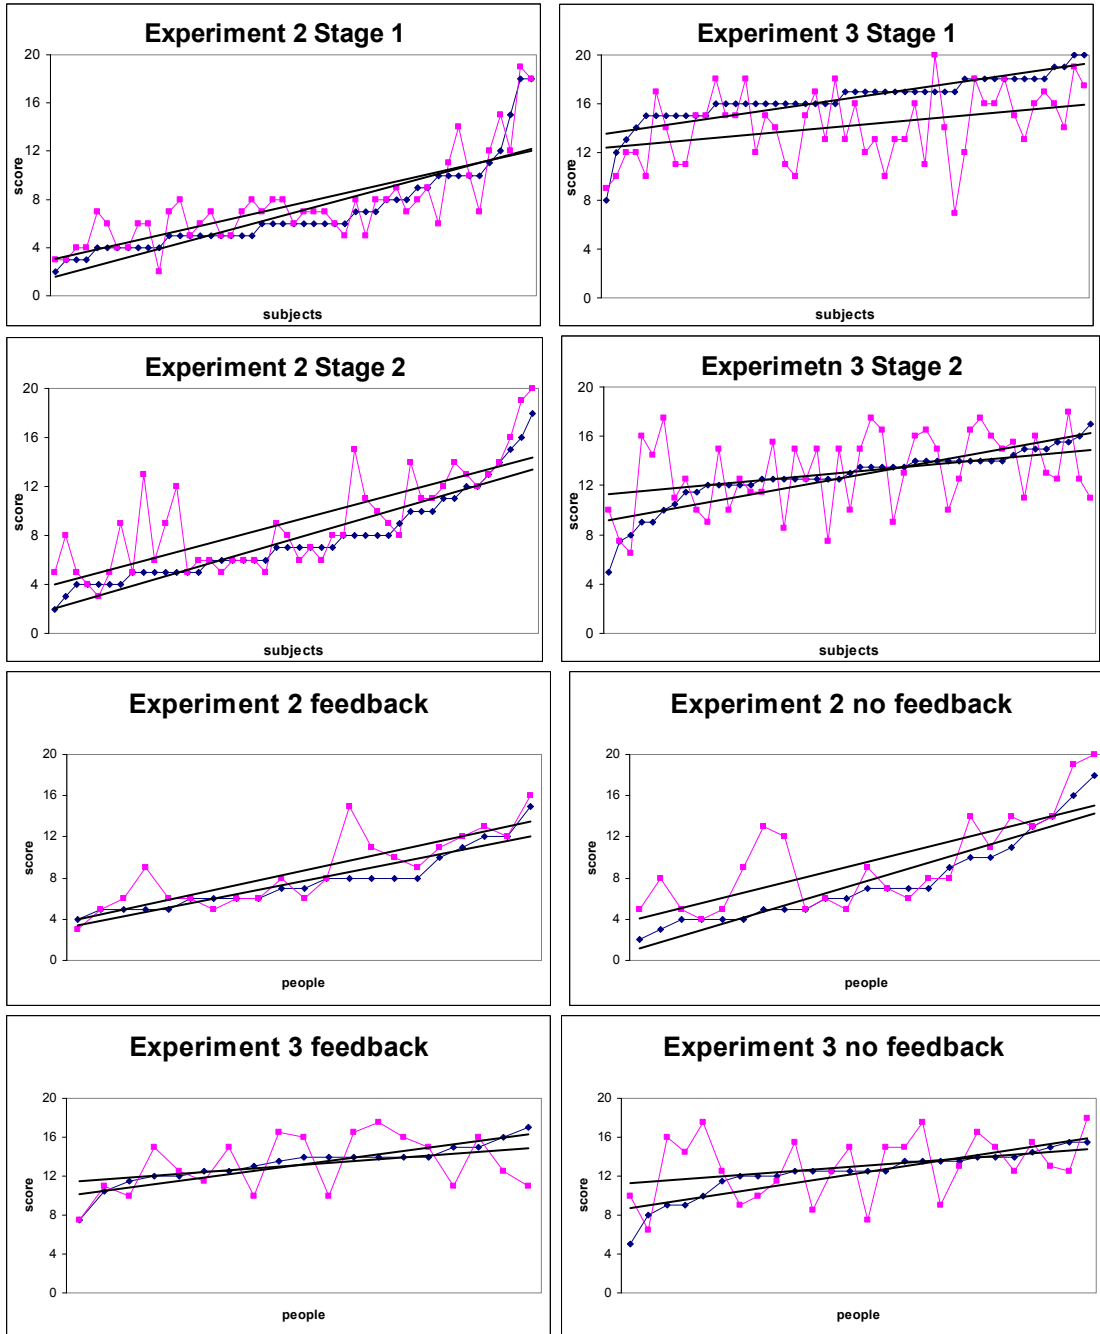 Experiment 2 Stage 1
20
16
12
8
4
0
score
subjects
Experiment 3 Stage 1
20
16
12
8
4
0
score
subjects
Experiment 2 Stage 2
20
16
12
8
4
0
score
subjects
Experimetn 3 Stage 2
20
16
12
8
4
0
score
subjects
Experiment 2 feedback
20
16
12
8
4
0
score
people
Experiment 2 no feedback
20
16
12
8
4
0
score
people
Experiment 3 feedback
20
16
12
8
4
0
score
people
Experiment 3 no feedback
20
16
12
8
4
0
score
people